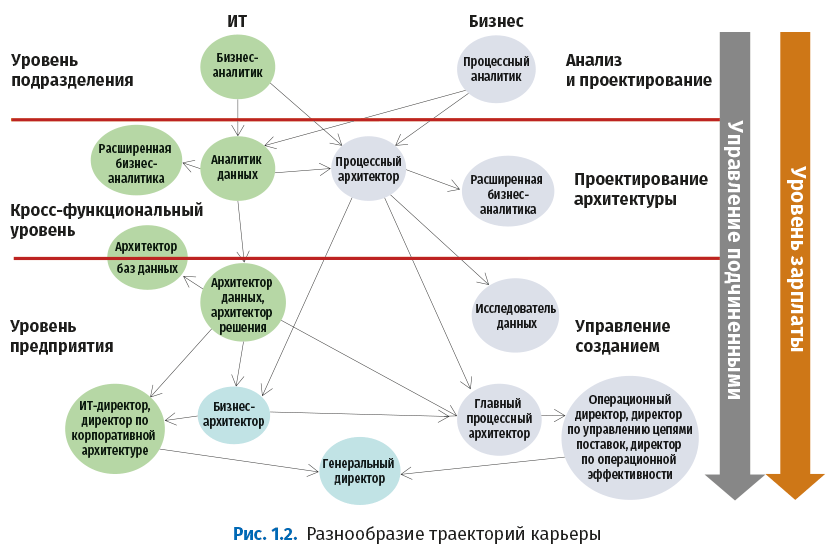 ИТ
Бизнес
Уровень
подразделения
Бизнес-
аналитик
Процессный
аналитик
Анализ
и проектирование
Расширенная
бизнес-
аналитика
Аналитик
данных
Процессный
архитектор
Расширенная
бизнес-
аналитика
Проектирование
архитектуры
Кросс-функциональный
уровень
Архитектор
баз данных
Архитектор
данных,
архитектор
решения
Исследователь
данных
Уровень
предприятия
Управление
созданием
ИТ-директор,
директор по
корпоративной
архитектуре
Бизнес-
архитектор
Главный
процессный
архитектор
Операционный
директор, директор
по управлению цепями
поставок, директор
по операционной
эффективности
Генеральный
директор
Управление подчиненными
Уровень зарплаты
Рис. 1.2. Разнообразие траекторий карьеры